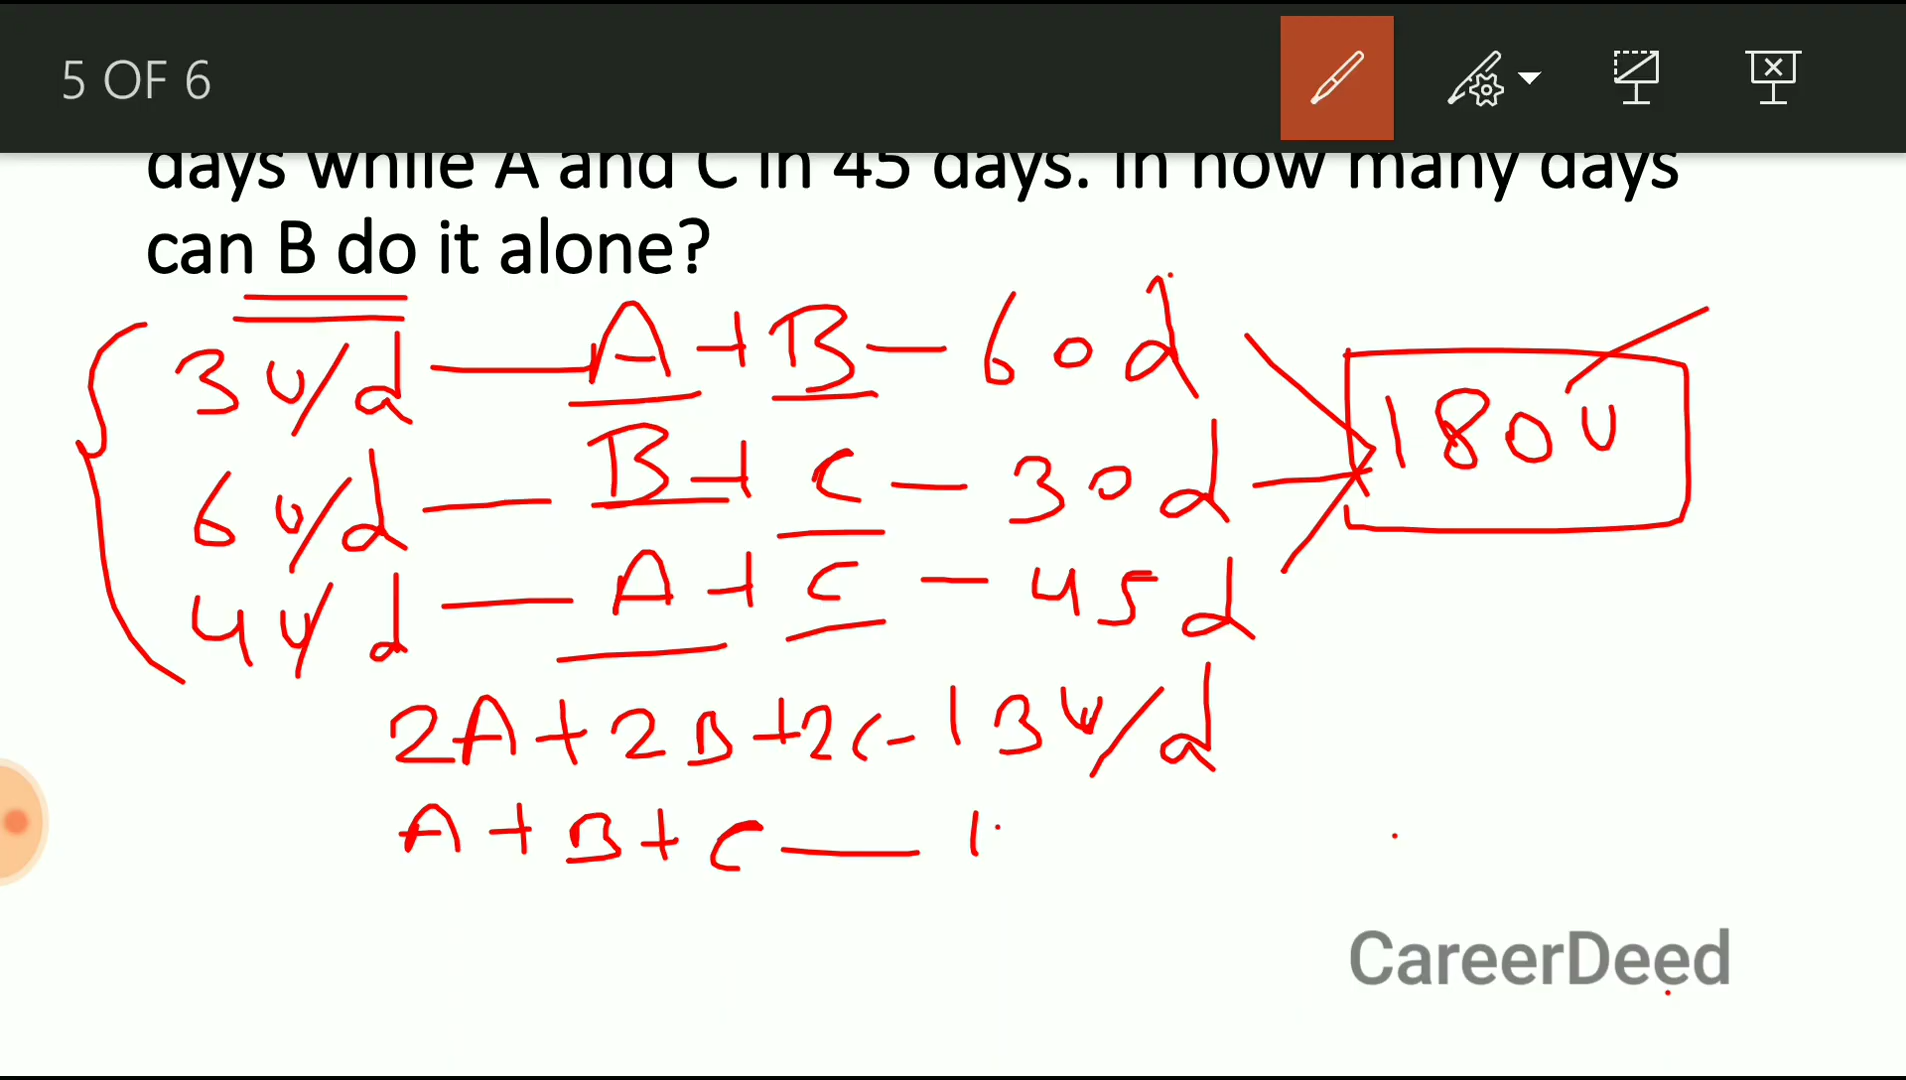 5 OF 6
days while A and C in 45 days. In how many days
can B do it alone?
3 u/d — A + B — 60 d
6 u/d — B + C — 30 d
180 u
4 u/d — A + C — 45 d
2A + 2B + 2C - 13 u/d
A + B + C — 1
CareerDeed